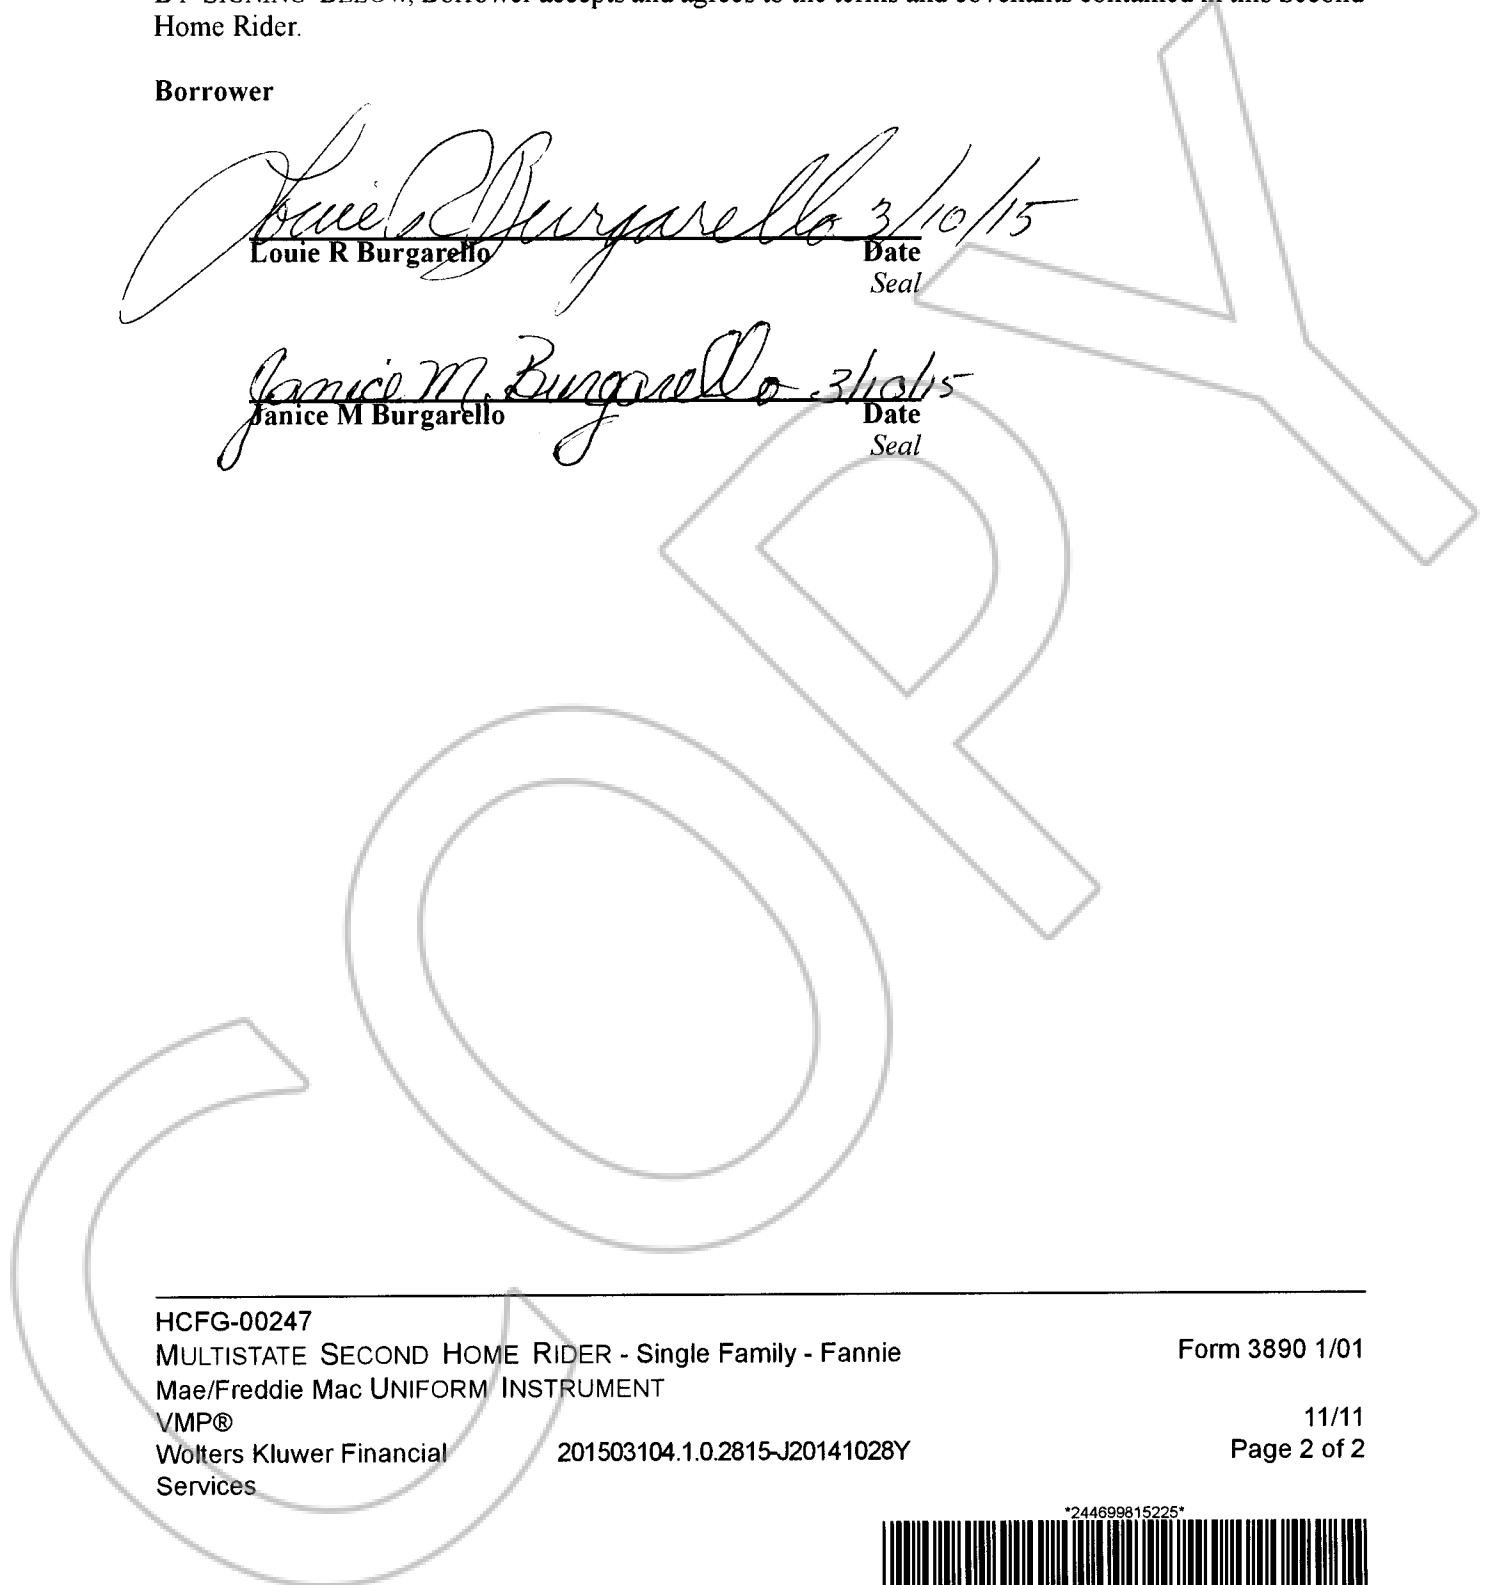 BY SIGNING BELOW, Borrower accepts and agrees to the terms and covenants contained in this Second
Home Rider.
Borrower
Louie R Burgarello 3/10/15
Louie R Burgarello Date
Seal
Janice M. Burgarello 3/10/15
Janice M Burgarello Date
Seal
COPY
HCFG-00247
MULTISTATE SECOND HOME RIDER - Single Family - Fannie Form 3890 1/01
Mae/Freddie Mac UNIFORM INSTRUMENT
VMP® 11/11
Wolters Kluwer Financial 201503104.1.0.2815-J20141028Y Page 2 of 2
Services
*244699815225*